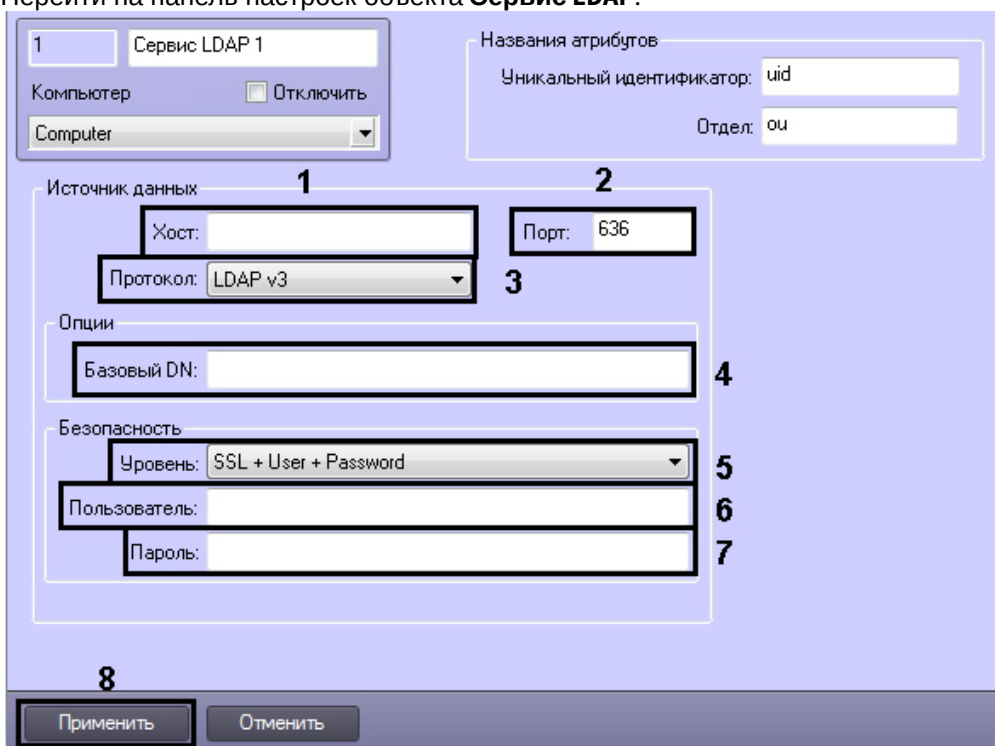 Перейти на панель настроек объекта Сервис LDAP.
1 Сервис LDAP 1
Компьютер Отключить
Computer
Названия атрибутов
Уникальный идентификатор: uid
Отдел: ou
Источник данных 1 2
Хост: Порт: 636
Протокол: LDAP v3 3
Опции
Базовый DN: 4
Безопасность
Уровень: SSL + User + Password 5
Пользователь: 6
Пароль: 7
8
Применить Отменить